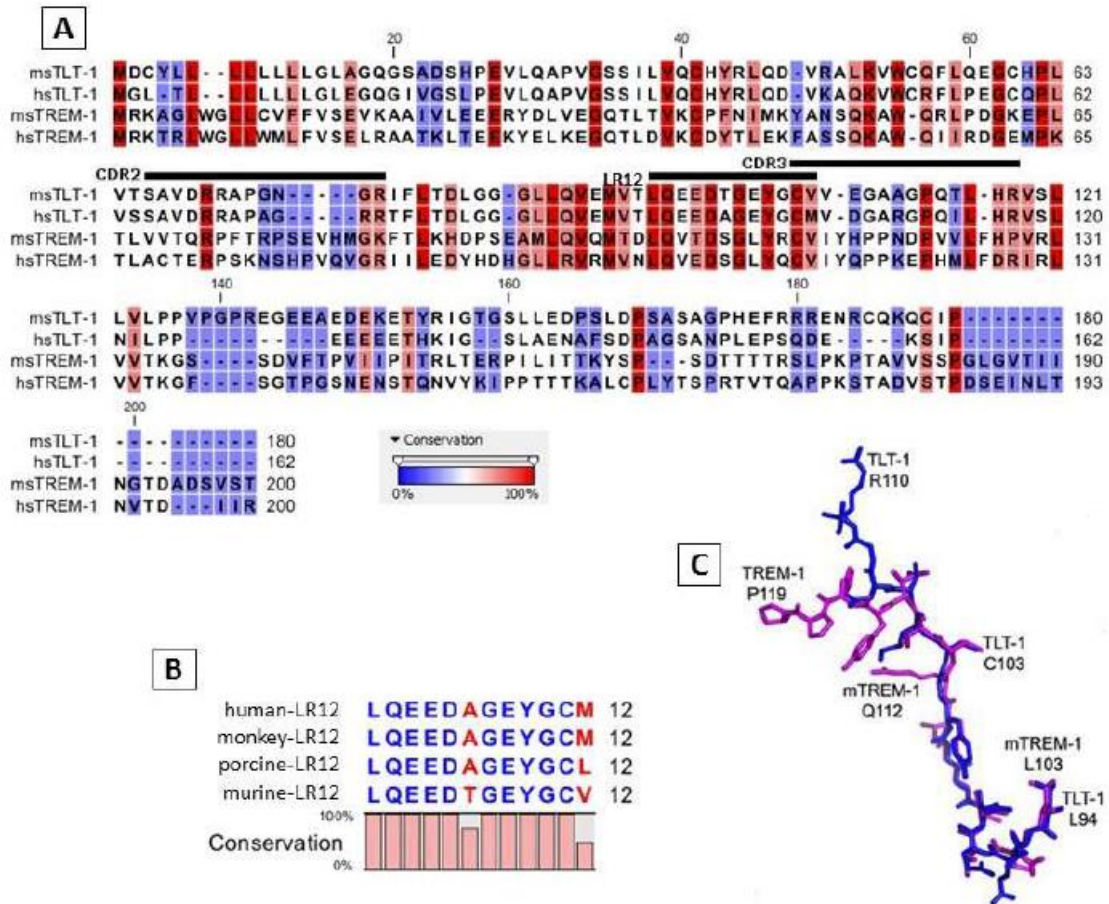 A
20 40 60
msTLT-1 MDCYLL--LLLLLLGLAGQGSADSHPEVLQAPVGSSILVQCHYRLQD-VRALKVWCQFLQEGCHPL 63
hsTLT-1 MGL-TL--LLLLLLGLEGQGIVGSLPEVLQAPVGSSILVQCHYRLQD-VKAQKVWCRFLPEGCQPL 62
msTREM-1 MRKAGLWGLLCVFFVSEVKAAIVLEEERYDLVEGQTLTVKCPFNIMKYANSQKAW-QRLPDGKEPL 65
hsTREM-1 MRKTRLWGLLWMLFVSELRAATKLTEEKYELKEGQTLDVKCDYTLEKFASSQKAW-QIIRDGEMPK 65
CDR2 LR12 CDR3
msTLT-1 VTSAVDRRAPGN----GRIFLTDLGG-GLLQVEMVTLQEEDTGEYGCVV-EGAAGPQTL-HRVSL 121
hsTLT-1 VSSAVDRRAPAG----RRTFLTDLGG-GLLQVEMVTLQEEDAGEYGCMV-DGARGPQIL-HRVSL 120
msTREM-1 TLVVTQRPFTRPSEVHMGKFTLKHDPSEAMLQVQMTDLQVTDSGLYRCVIYHPPNDPVVLFHPVRL 131
hsTREM-1 TLACTERPSKNSHPVQVGRIILEDYHDHGLLRVRMVNLQVEDSGLYQCVIYQPPKEPHMLFDRIRL 131
140 160 180
msTLT-1 LVLPPVPGPREGEEAEDEKETYRIGTGSLLEDPSLDPSASAGPHEFRRRENRCQKQCIP------- 180
hsTLT-1 NILPP------EEEEETHKIG-SLAENAFSDPAGSANPLEPSQDE----KSIP------- 162
msTREM-1 VVTKGS----SDVFTPVIIPITRLTERPILITTKYSP--SDTTTTRSLPKPTAVVSSPGLGVTII 190
hsTREM-1 VVTKGF----SGTPGSNENSTQNVYKIPPTTTKALCPLYTSPRTVTQAPPKSTADVSTPDSEINLT 193
200
msTLT-1 ---------- 180
hsTLT-1 ---------- 162
msTREM-1 NGTDADSVST 200
hsTREM-1 NVTD---IIR 200
Conservation
0% 100%
C
TLT-1
R110
TREM-1
P119
TLT-1
C103
mTREM-1
Q112
mTREM-1
L103
TLT-1
L94
B
human-LR12 LQEEDAGEYGCM 12
monkey-LR12 LQEEDAGEYGCM 12
porcine-LR12 LQEEDAGEYGCL 12
murine-LR12 LQEEDTGEYGCV 12
100%
Conservation
0%